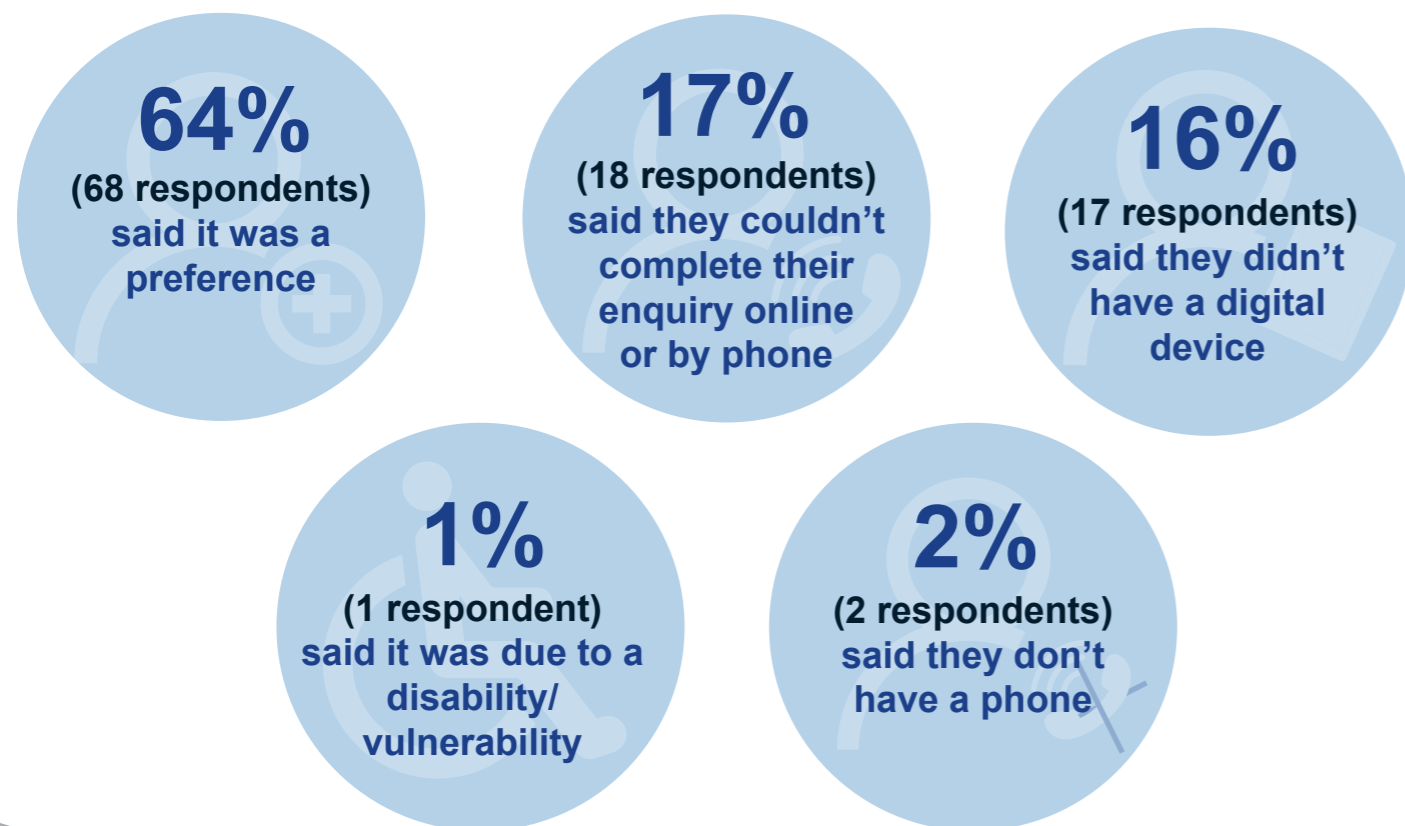 64%
(68 respondents)
said it was a
preference
17%
(18 respondents)
said they couldn’t
complete their
enquiry online
or by phone
16%
(17 respondents)
said they didn’t
have a digital
device
1%
(1 respondent)
said it was due to a
disability/
vulnerability
2%
(2 respondents)
said they don’t
have a phone